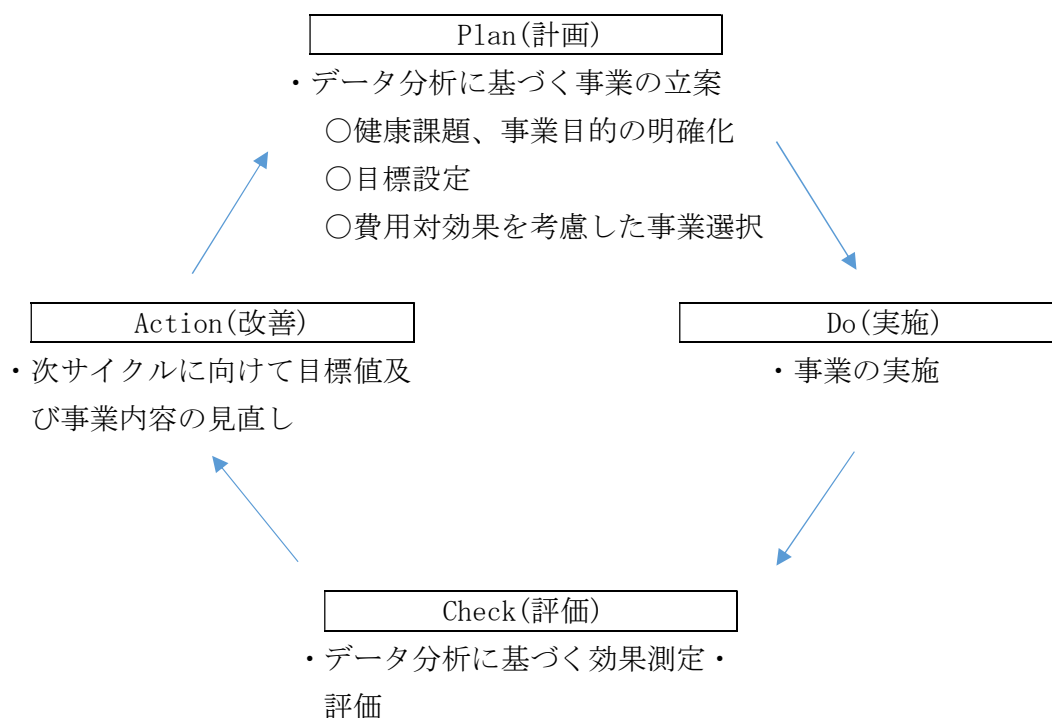 Plan(計画)
・データ分析に基づく事業の立案
○健康課題、事業目的の明確化
○目標設定
○費用対効果を考慮した事業選択
Action(改善)
・次サイクルに向けて目標値及
び事業内容の見直し
Do(実施)
・事業の実施
Check(評価)
・データ分析に基づく効果測定・
評価